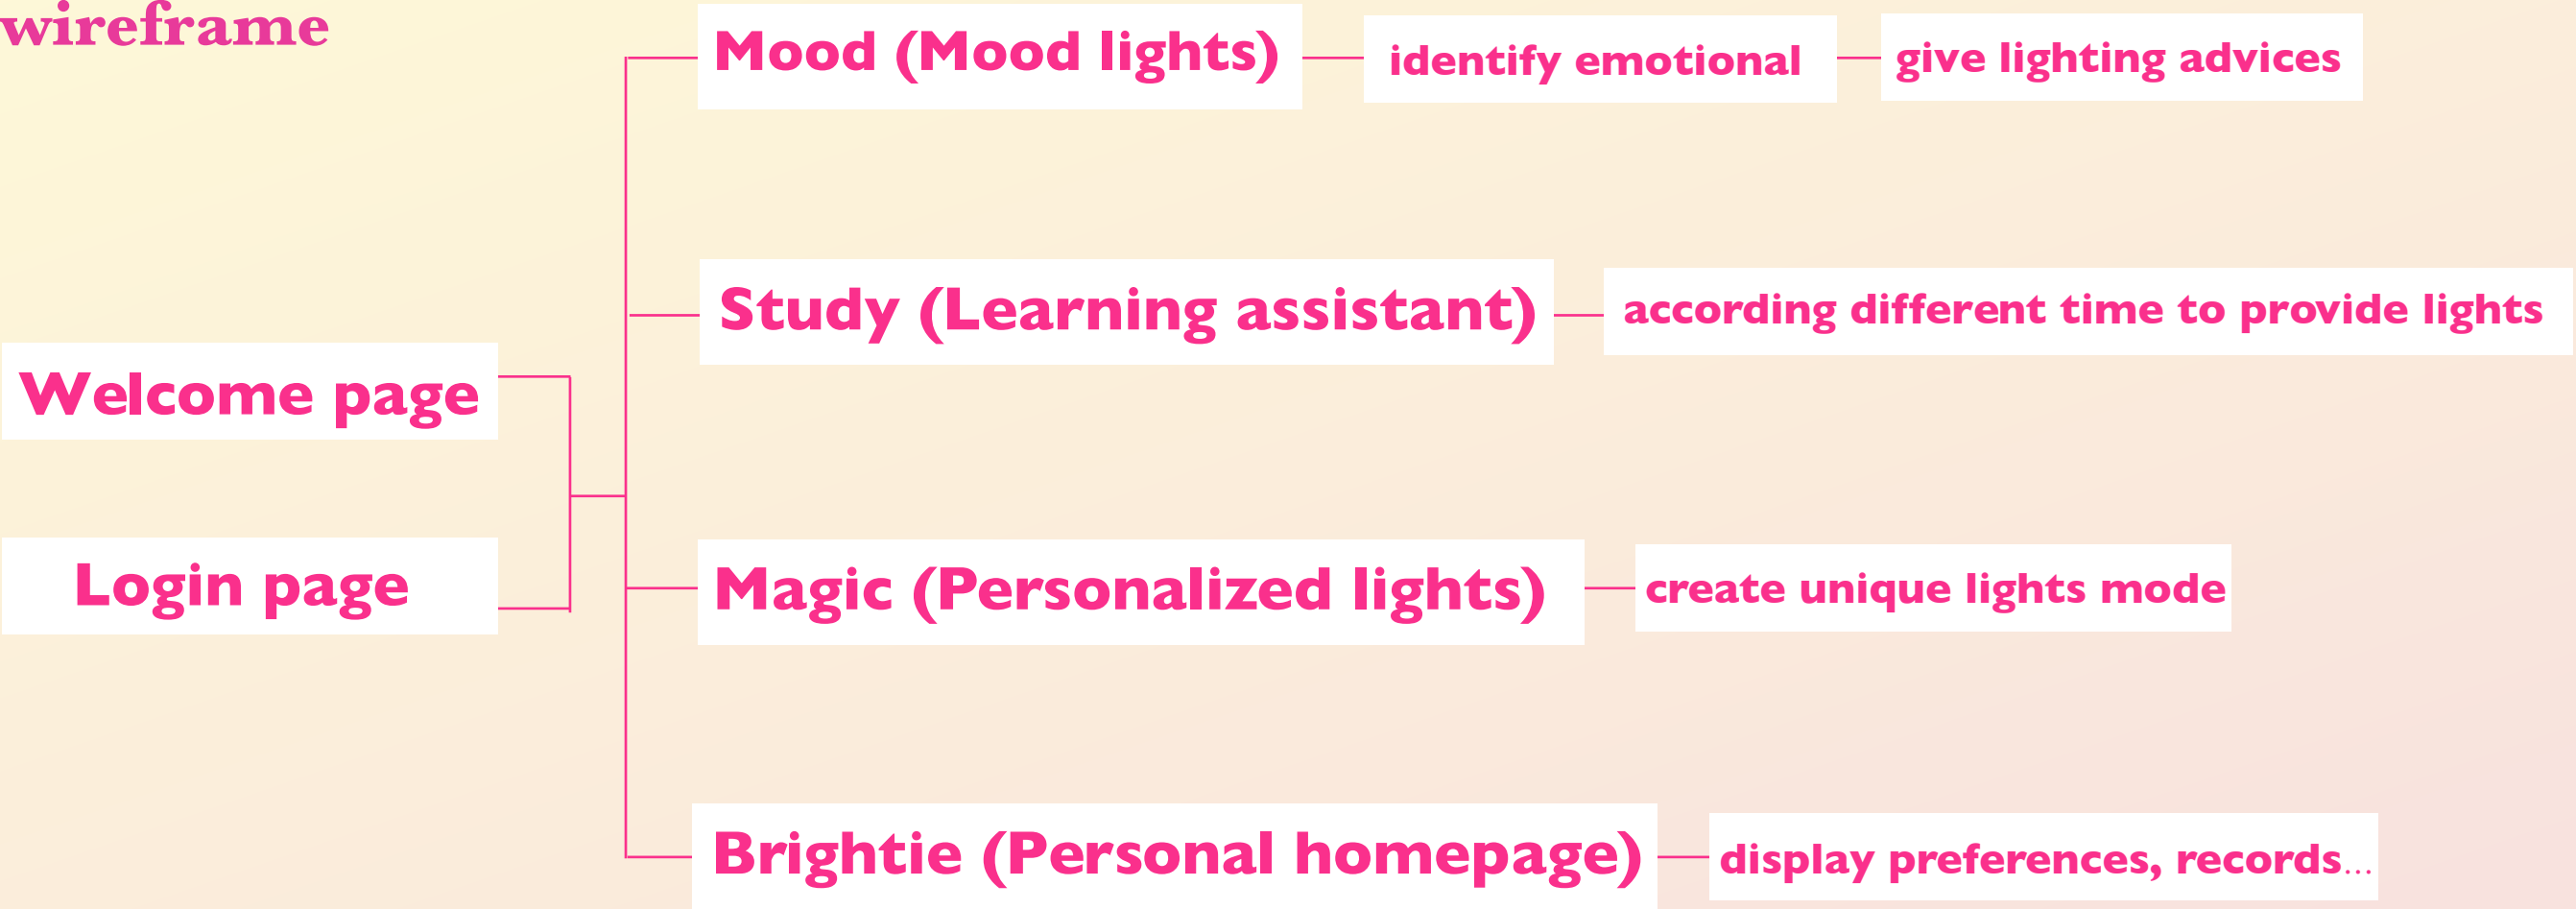 wireframe
Mood (Mood lights)
identify emotional
give lighting advices
Study (Learning assistant)
according different time to provide lights
Welcome page
Login page
Magic (Personalized lights)
create unique lights mode
Brightie (Personal homepage)
display preferences, records...